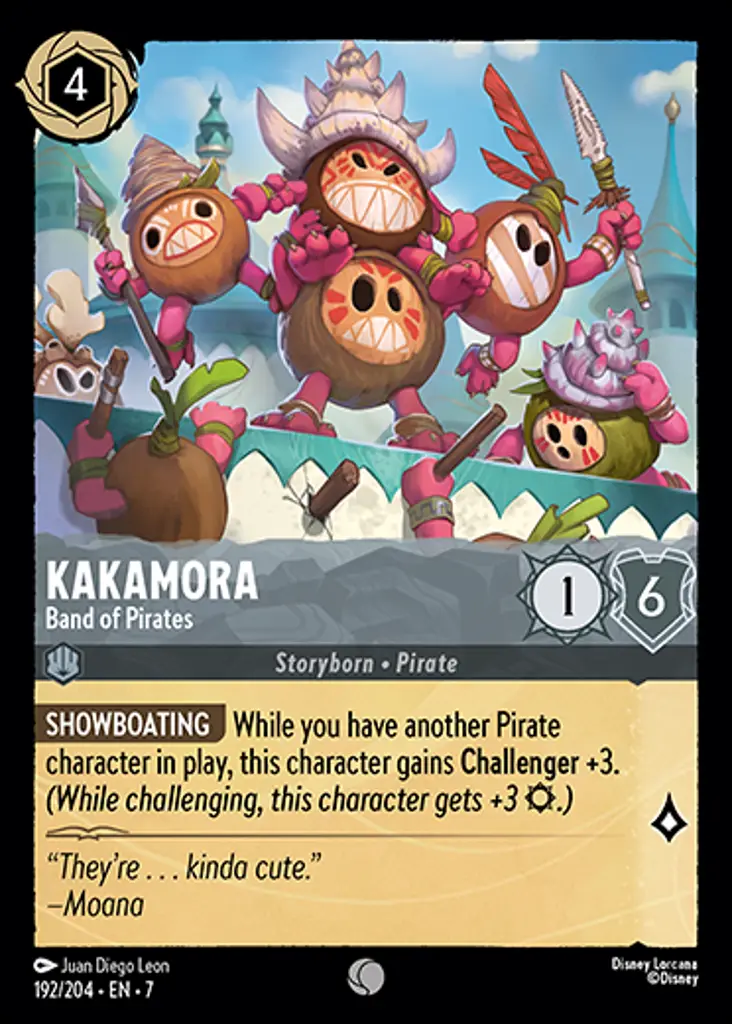 4
KAKAMORA
Band of Pirates
1
6
Storyborn • Pirate
SHOWBOATING While you have another Pirate
character in play, this character gains Challenger +3.
(While challenging, this character gets +3 .)
“They’re . . . kinda cute.”
–Moana
Juan Diego Leon
192/204 • EN • 7
Disney Lorcana
©Disney